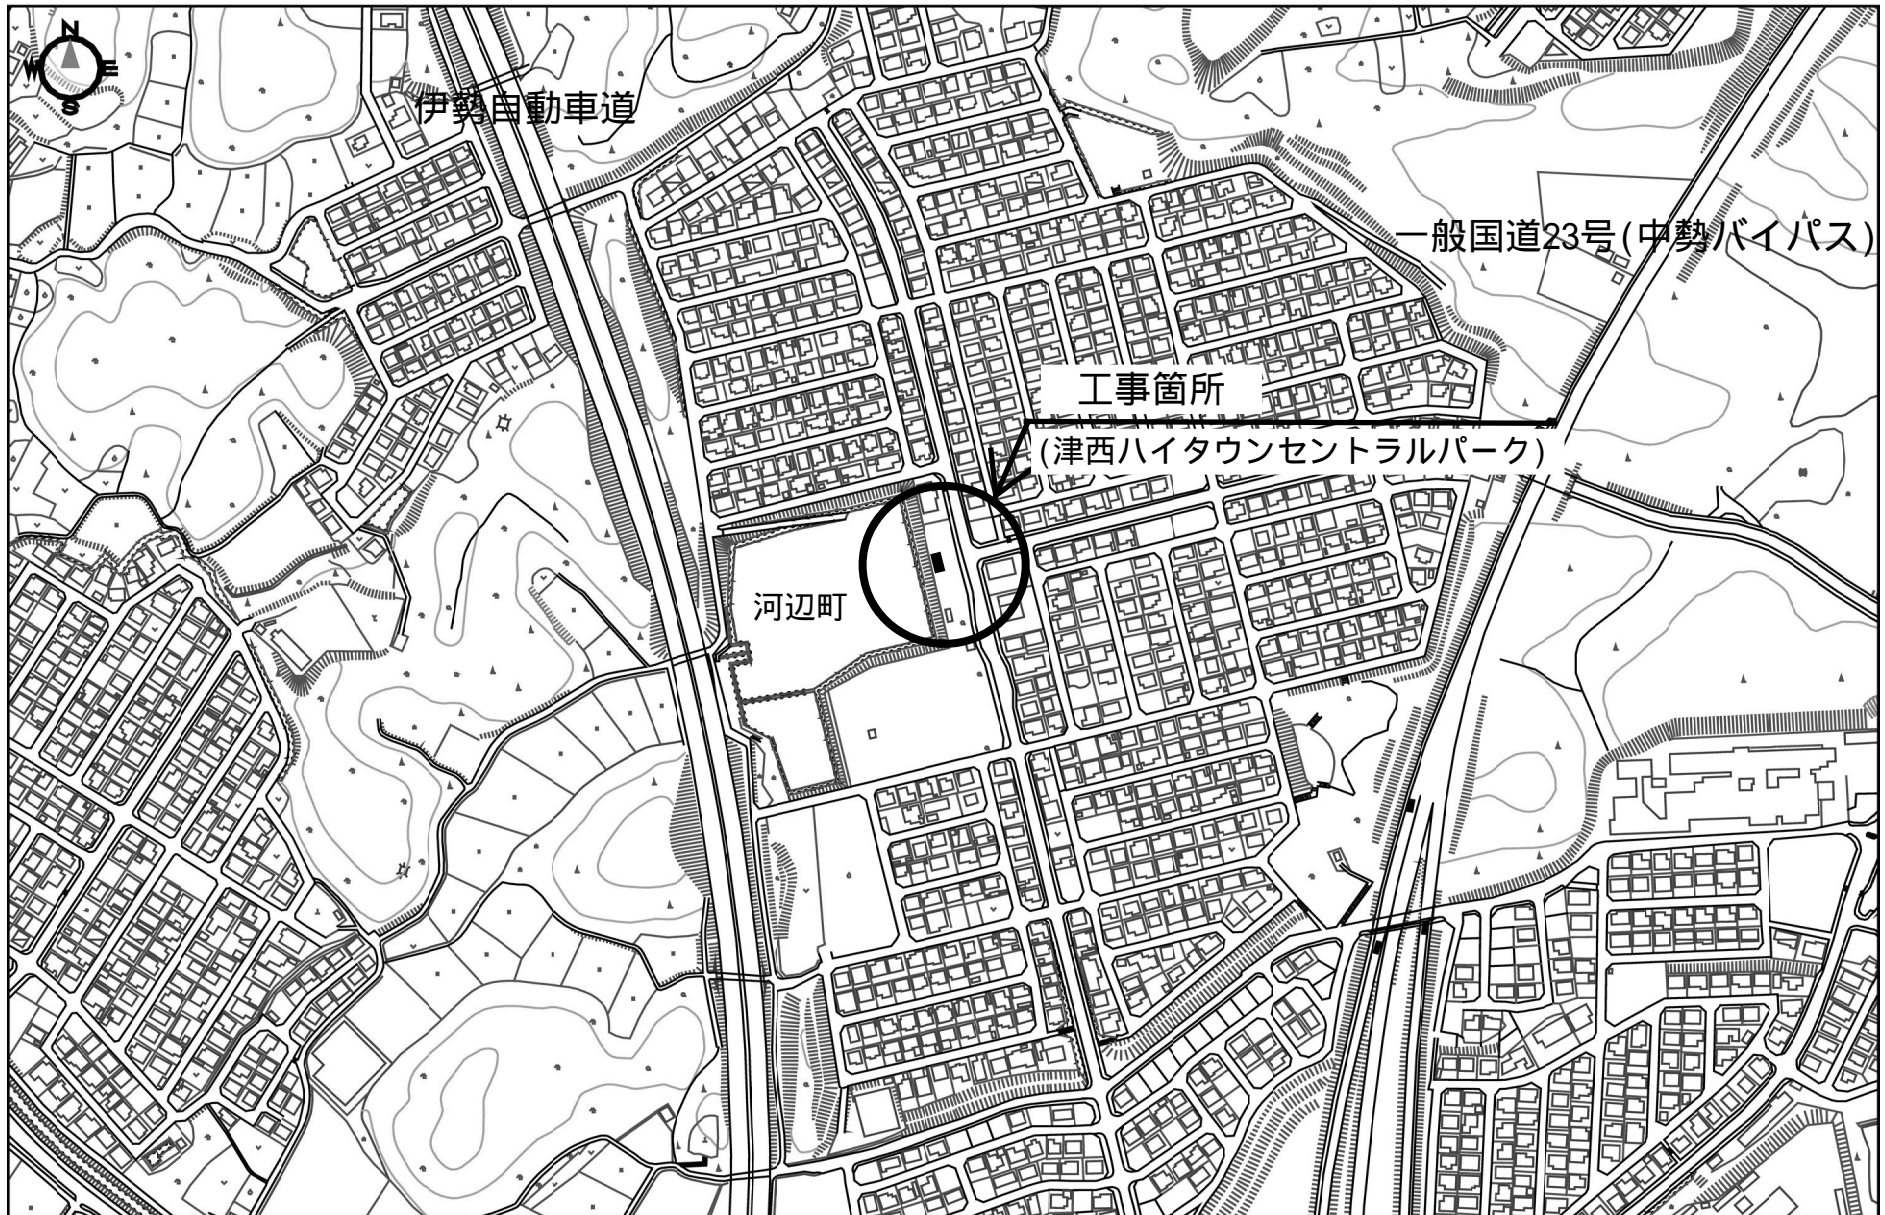 N
W
E
S
伊勢自動車道
一般国道23号(中勢バイパス)
工事箇所
(津西ハイタウンセントラルパーク)
河辺町